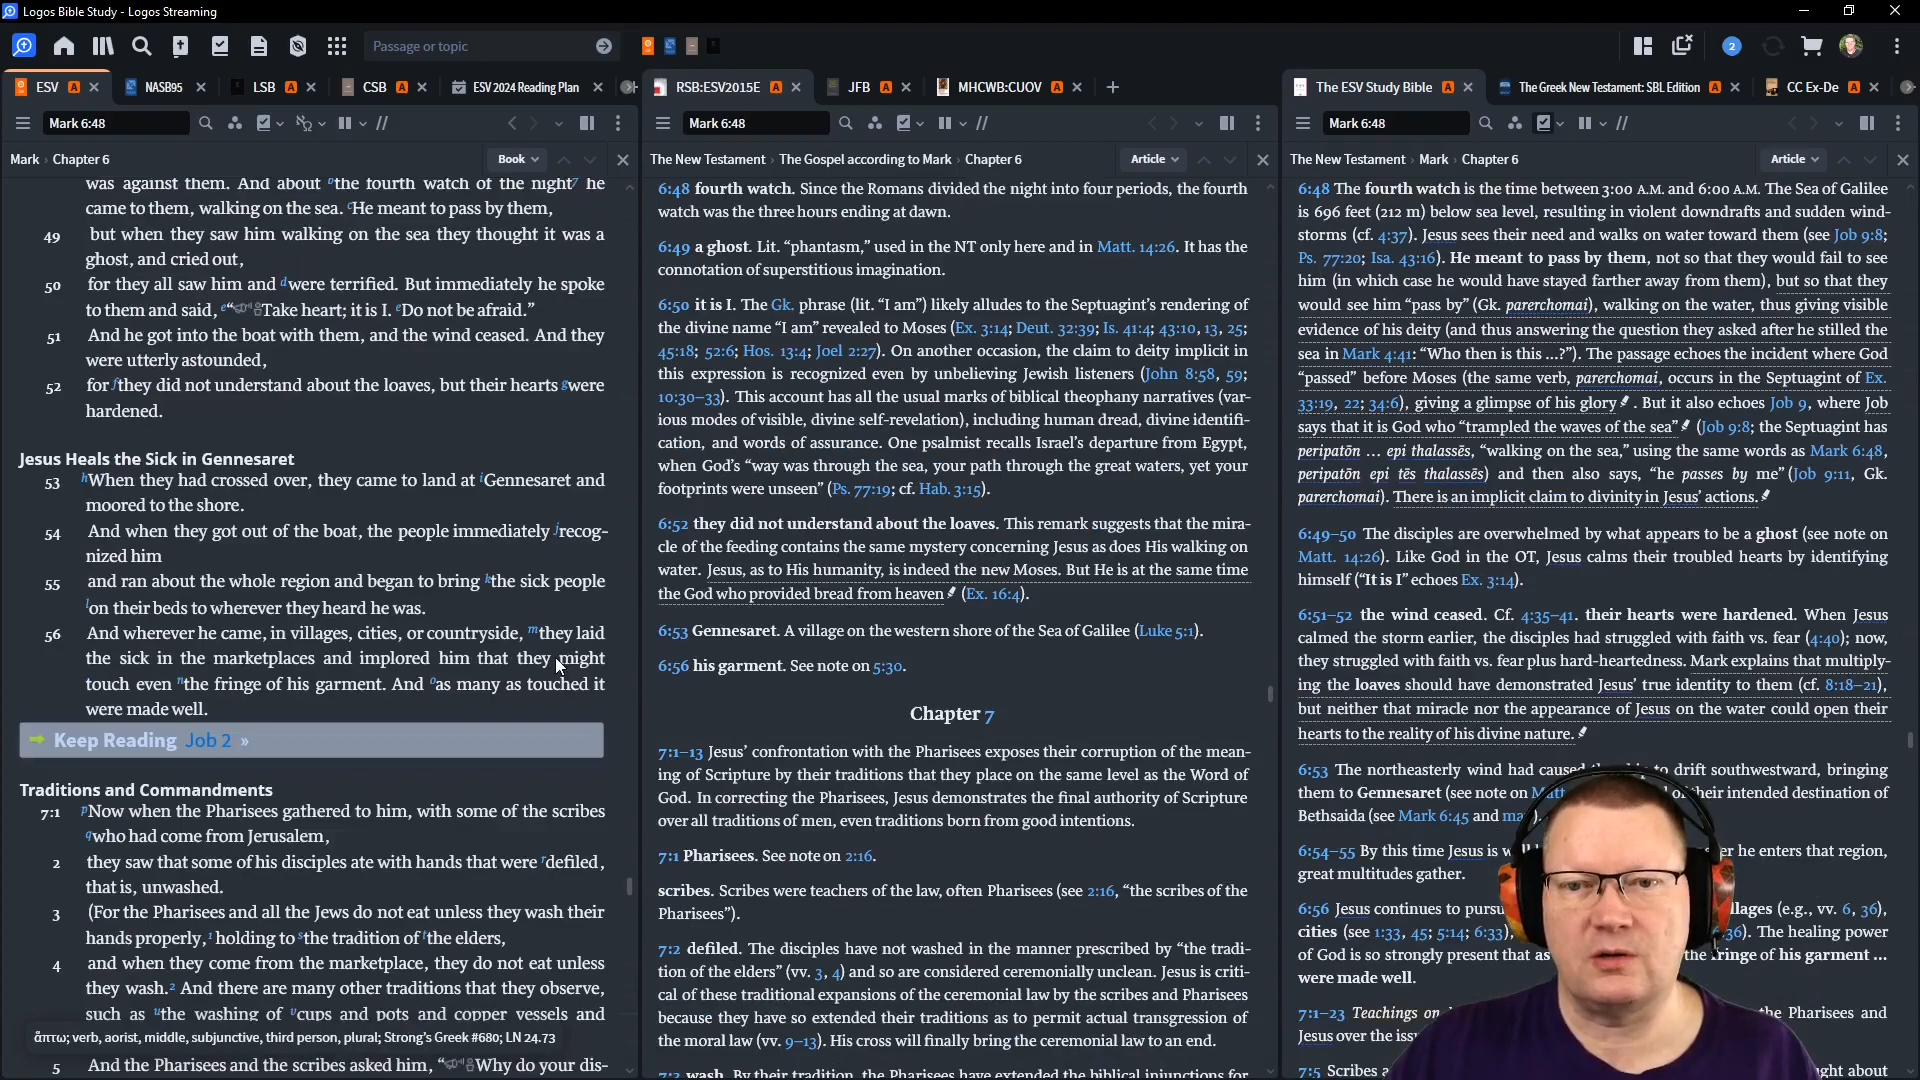 Logos Bible Study - Logos Streaming
Passage or topic
2
ESV A
NASB95
LSB A
CSB A
ESV 2024 Reading Plan
Mark 6:48
Mark › Chapter 6
Book
was against them. And about bthe fourth watch of the night7 he
came to them, walking on the sea. cHe meant to pass by them,
49 but when they saw him walking on the sea they thought it was a
ghost, and cried out,
50 for they all saw him and dwere terrified. But immediately he spoke
to them and said, e“Take heart; it is I. eDo not be afraid.”
51 And he got into the boat with them, and the wind ceased. And they
were utterly astounded,
52 for fthey did not understand about the loaves, but their hearts gwere
hardened.
Jesus Heals the Sick in Gennesaret
53 hWhen they had crossed over, they came to land at iGennesaret and
moored to the shore.
54 And when they got out of the boat, the people immediately jrecog-
nized him
55 and ran about the whole region and began to bring kthe sick people
lon their beds to wherever they heard he was.
56 And wherever he came, in villages, cities, or countryside, mthey laid
the sick in the marketplaces and implored him that they might
touch even nthe fringe of his garment. And oas many as touched it
were made well.
Keep Reading Job 2 »
Traditions and Commandments
7:1 pNow when the Pharisees gathered to him, with some of the scribes
qwho had come from Jerusalem,
2 they saw that some of his disciples ate with hands that were rdefiled,
that is, unwashed.
3 (For the Pharisees and all the Jews do not eat unless they wash their
hands properly,1 holding to sthe tradition of tthe elders,
4 and when they come from the marketplace, they do not eat unless
they wash.2 And there are many other traditions that they observe,
such as uthe washing of vcups and pots and copper vessels and
ἅπτω; verb, aorist, middle, subjunctive, third person, plural; Strong’s Greek #680; LN 24.73
5 And the Pharisees and the scribes asked him, “Why do your dis-
RSB:ESV2015E A
JFB A
MHCWB:CUOV A
Mark 6:48
The New Testament › The Gospel according to Mark › Chapter 6
Article
6:48 fourth watch. Since the Romans divided the night into four periods, the fourth
watch was the three hours ending at dawn.
6:49 a ghost. Lit. “phantasm,” used in the NT only here and in Matt. 14:26. It has the
connotation of superstitious imagination.
6:50 it is I. The Gk. phrase (lit. “I am”) likely alludes to the Septuagint’s rendering of
the divine name “I am” revealed to Moses (Ex. 3:14; Deut. 32:39; Is. 41:4; 43:10, 13, 25;
45:18; 52:6; Hos. 13:4; Joel 2:27). On another occasion, the claim to deity implicit in
this expression is recognized even by unbelieving Jewish listeners (John 8:58, 59;
10:30–33). This account has all the usual marks of biblical theophany narratives (var-
ious modes of visible, divine self-revelation), including human dread, divine identifi-
cation, and words of assurance. One psalmist recalls Israel’s departure from Egypt,
when God’s “way was through the sea, your path through the great waters, yet your
footprints were unseen” (Ps. 77:19; cf. Hab. 3:15).
6:52 they did not understand about the loaves. This remark suggests that the mira-
cle of the feeding contains the same mystery concerning Jesus as does His walking on
water. Jesus, as to His humanity, is indeed the new Moses. But He is at the same time
the God who provided bread from heaven (Ex. 16:4).
6:53 Gennesaret. A village on the western shore of the Sea of Galilee (Luke 5:1).
6:56 his garment. See note on 5:30.
Chapter 7
7:1–13 Jesus’ confrontation with the Pharisees exposes their corruption of the mean-
ing of Scripture by their traditions that they place on the same level as the Word of
God. In correcting the Pharisees, Jesus demonstrates the final authority of Scripture
over all traditions of men, even traditions born from good intentions.
7:1 Pharisees. See note on 2:16.
scribes. Scribes were teachers of the law, often Pharisees (see 2:16, “the scribes of the
Pharisees”).
7:2 defiled. The disciples have not washed in the manner prescribed by “the tradi-
tion of the elders” (vv. 3, 4) and so are considered ceremonially unclean. Jesus is criti-
cal of these traditional expansions of the ceremonial law by the scribes and Pharisees
because they have so extended their traditions as to permit actual transgression of
the moral law (vv. 9–13). His cross will finally bring the ceremonial law to an end.
7:3 wash. By their tradition, the Pharisees have extended the biblical injunctions for
The ESV Study Bible A
The Greek New Testament: SBL Edition A
CC Ex-De A
Mark 6:48
The New Testament › Mark › Chapter 6
Article
6:48 The fourth watch is the time between 3:00 A.M. and 6:00 A.M. The Sea of Galilee
is 696 feet (212 m) below sea level, resulting in violent downdrafts and sudden wind-
storms (cf. 4:37). Jesus sees their need and walks on water toward them (see Job 9:8;
Ps. 77:20; Isa. 43:16). He meant to pass by them, not so that they would fail to see
him (in which case he would have stayed farther away from them), but so that they
would see him “pass by” (Gk. parerchomai), walking on the water, thus giving visible
evidence of his deity (and thus answering the question they asked after he stilled the
sea in Mark 4:41: “Who then is this ...?”). The passage echoes the incident where God
“passed” before Moses (the same verb, parerchomai, occurs in the Septuagint of Ex.
33:19, 22; 34:6), giving a glimpse of his glory. But it also echoes Job 9, where Job
says that it is God who “trampled the waves of the sea” (Job 9:8; the Septuagint has
peripatōn ... epi thalassēs, “walking on the sea,” using the same words as Mark 6:48,
peripatōn epi tēs thalassēs) and then also says, “he passes by me” (Job 9:11, Gk.
parerchomai). There is an implicit claim to divinity in Jesus’ actions.
6:49–50 The disciples are overwhelmed by what appears to be a ghost (see note on
Matt. 14:26). Like God in the OT, Jesus calms their troubled hearts by identifying
himself (“It is I” echoes Ex. 3:14).
6:51–52 the wind ceased. Cf. 4:35–41. their hearts were hardened. When Jesus
calmed the storm earlier, the disciples had struggled with faith vs. fear (4:40); now,
they struggled with faith vs. fear plus hard-heartedness. Mark explains that multiply-
ing the loaves should have demonstrated Jesus’ true identity to them (cf. 8:18–21),
but neither that miracle nor the appearance of Jesus on the water could open their
hearts to the reality of his divine nature.
6:53 The northeasterly wind had caused to drift southwestward, bringing
them to Gennesaret (see note on of their intended destination of
Bethsaida (see Mark 6:45 and
6:54–55 By this time Jesus is he enters that region,
great multitudes gather.
6:56 Jesus continues to (e.g., vv. 6, 36),
cities (see 1:33, 45; 5:14; 6:33), The healing power
of God is so strongly present that as the fringe of his garment ...
were made well.
7:1–23 Teachings on the Pharisees and
Jesus over the
7:5 Scribes about